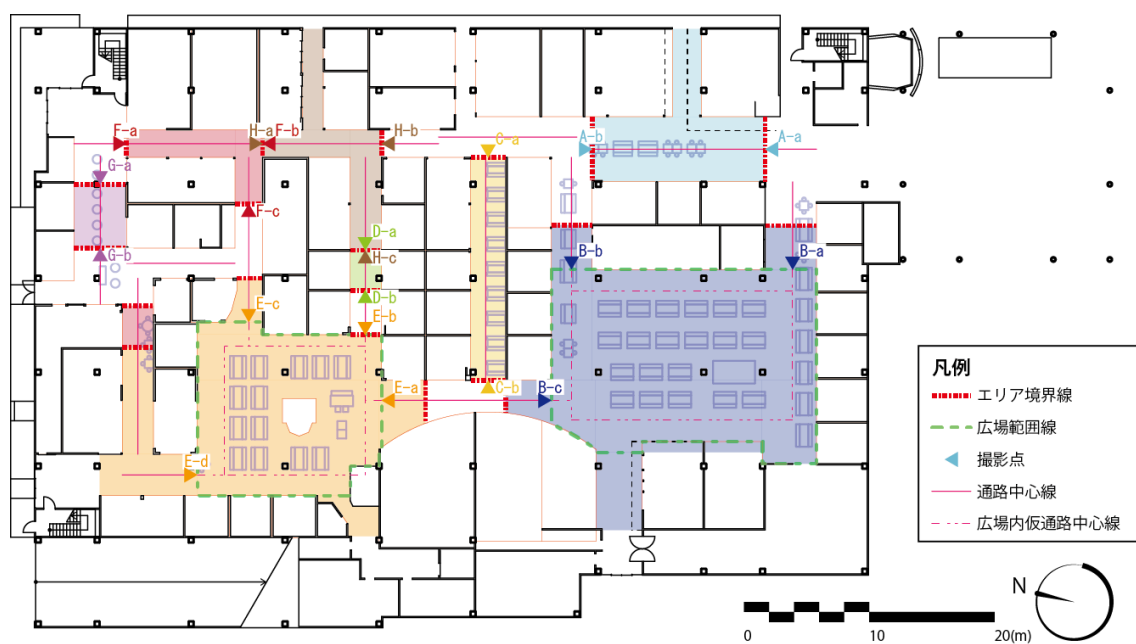 F-a
H-a
F-b
H-b
C-a
A-b
A-a
G-a
F-c
D-a
G-b
H-c
B-b
B-a
D-b
E-c
E-b
E-a
C-b
B-c
E-d
凡例
エリア境界線
広場範囲線
撮影点
通路中心線
広場内仮通路中心線
N
0 10 20(m)